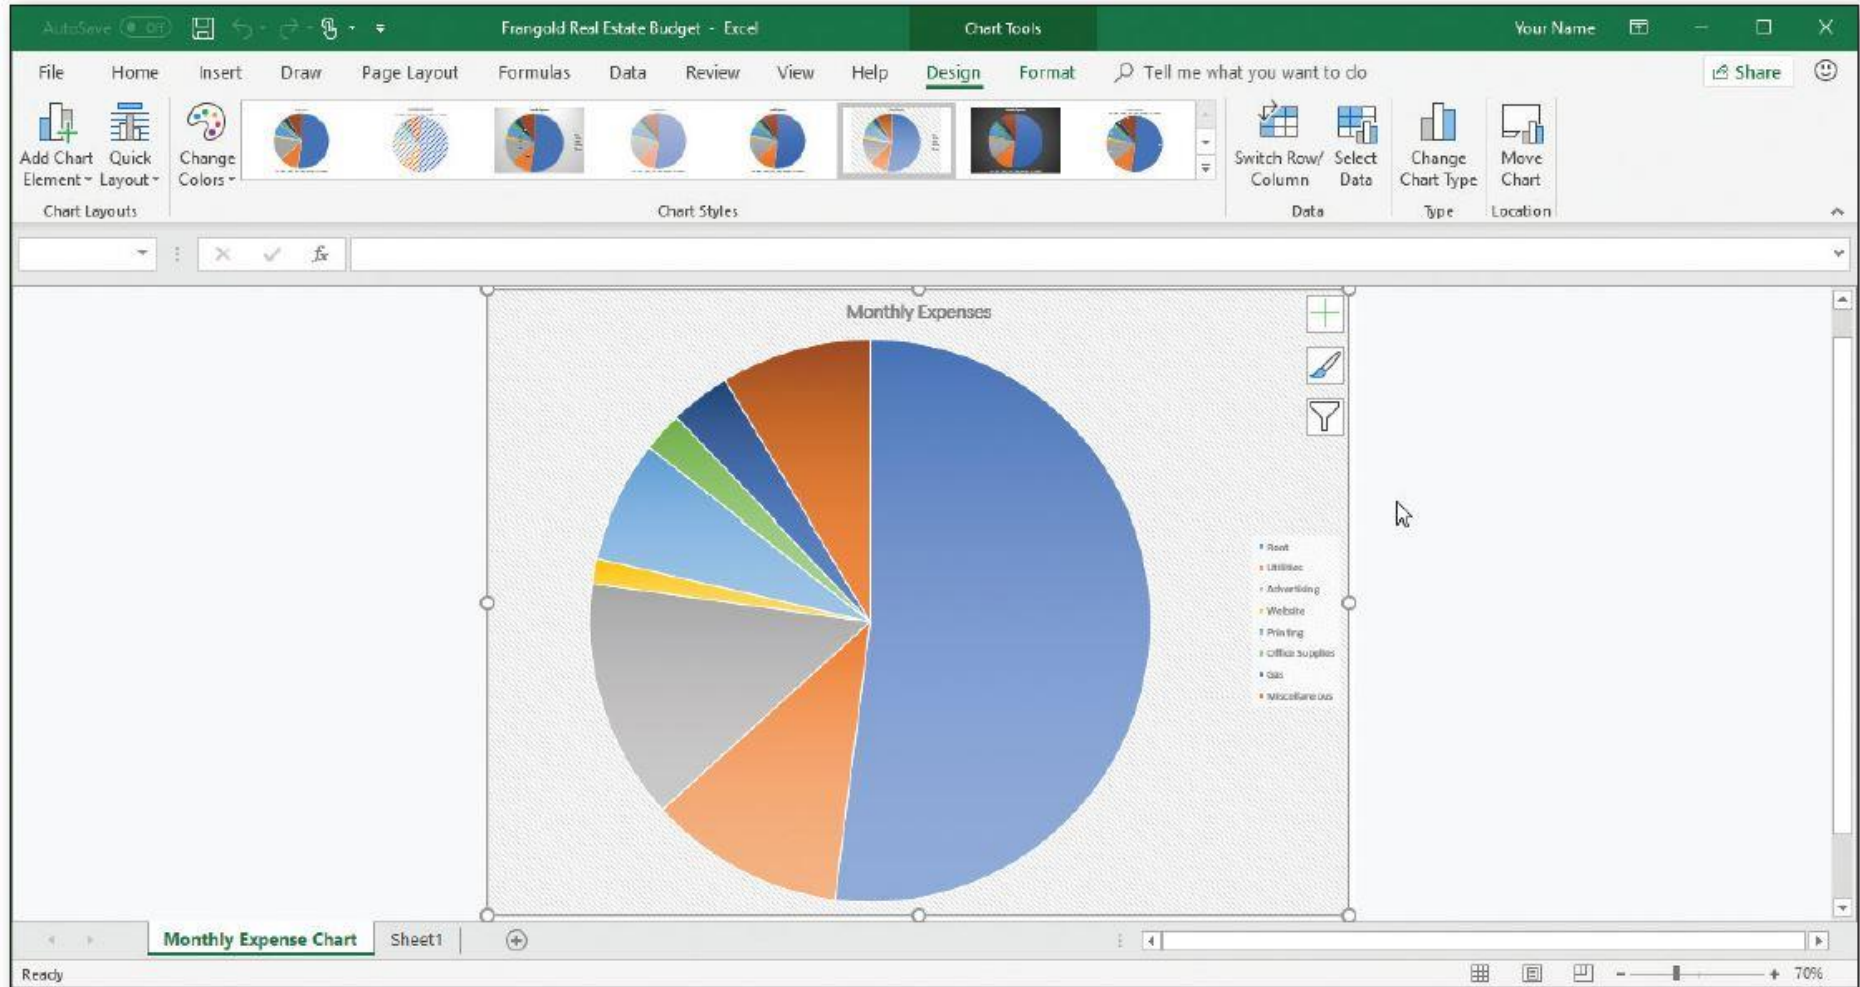 AutoSave Off Frangold Real Estate Budget - Excel Chart Tools Your Name
File Home Insert Draw Page Layout Formulas Data Review View Help Design Format Tell me what you want to do Share
Add Chart Quick Change Switch Row/ Select Change Move
Element Layout Colors Column Data Chart Type Chart
Chart Layouts Chart Styles Data Type Location
fx
Monthly Expenses
Rent
Utilities
Advertising
Website
Printing
Office Supplies
Gas
Miscellaneous
Monthly Expense Chart Sheet1
Ready 70%